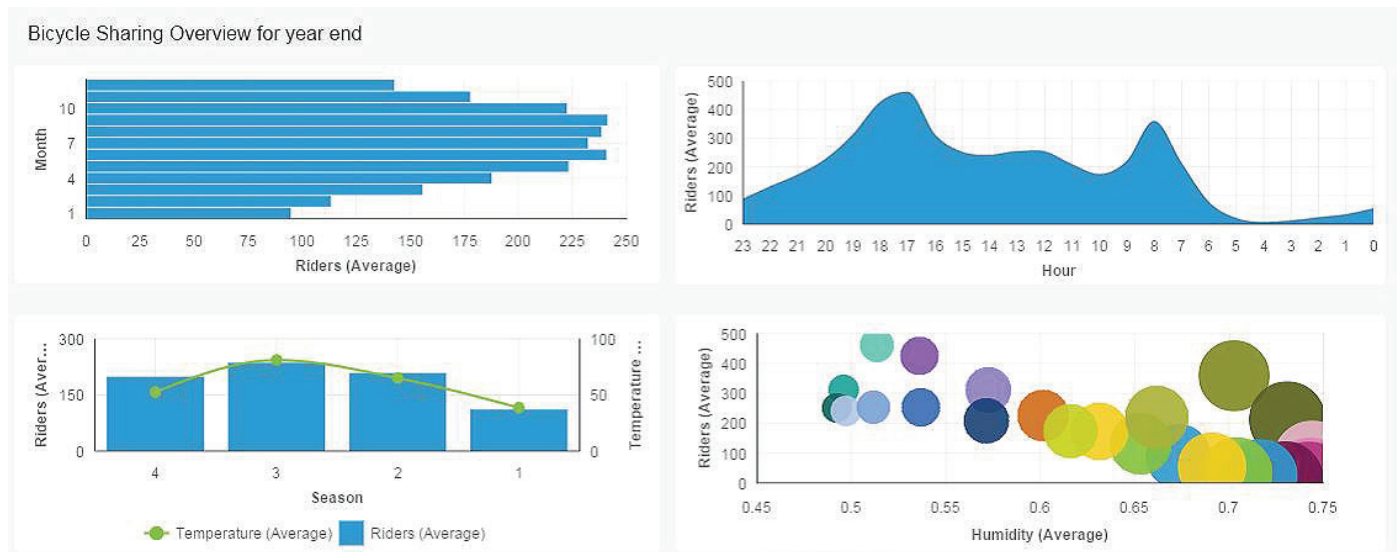 Bicycle Sharing Overview for year end
10
7
4
1
Month
0 25 50 75 100 125 150 175 200 225 250
Riders (Average)
500
400
300
200
100
0
Riders (Average)
23 22 21 20 19 18 17 16 15 14 13 12 11 10 9 8 7 6 5 4 3 2 1 0
Hour
300
150
0
Riders (Aver...
100
50
0
Temperature ...
4 3 2 1
Season
Temperature (Average) Riders (Average)
500
400
300
200
100
0
Riders (Average)
0.45 0.5 0.55 0.6 0.65 0.7 0.75
Humidity (Average)